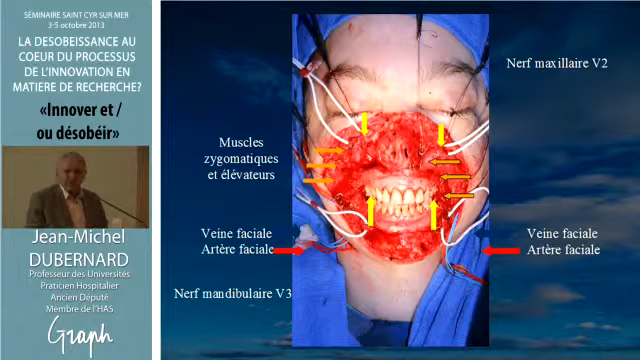 SÉMINAIRE SAINT CYR SUR MER
3-5 octobre 2013
LA DESOBEISSANCE AU
COEUR DU PROCESSUS
DE L'INNOVATION EN
MATIERE DE RECHERCHE?
«Innover et /
ou désobéir»
Jean-Michel
DUBERNARD
Professeur des Universités
Praticien Hospitalier
Ancien Député
Membre de l'HAS
Graph
Nerf maxillaire V2
Muscles
zygomatiques
et élévateurs
Veine faciale
Artère faciale
Veine faciale
Artère faciale
Nerf mandibulaire V3